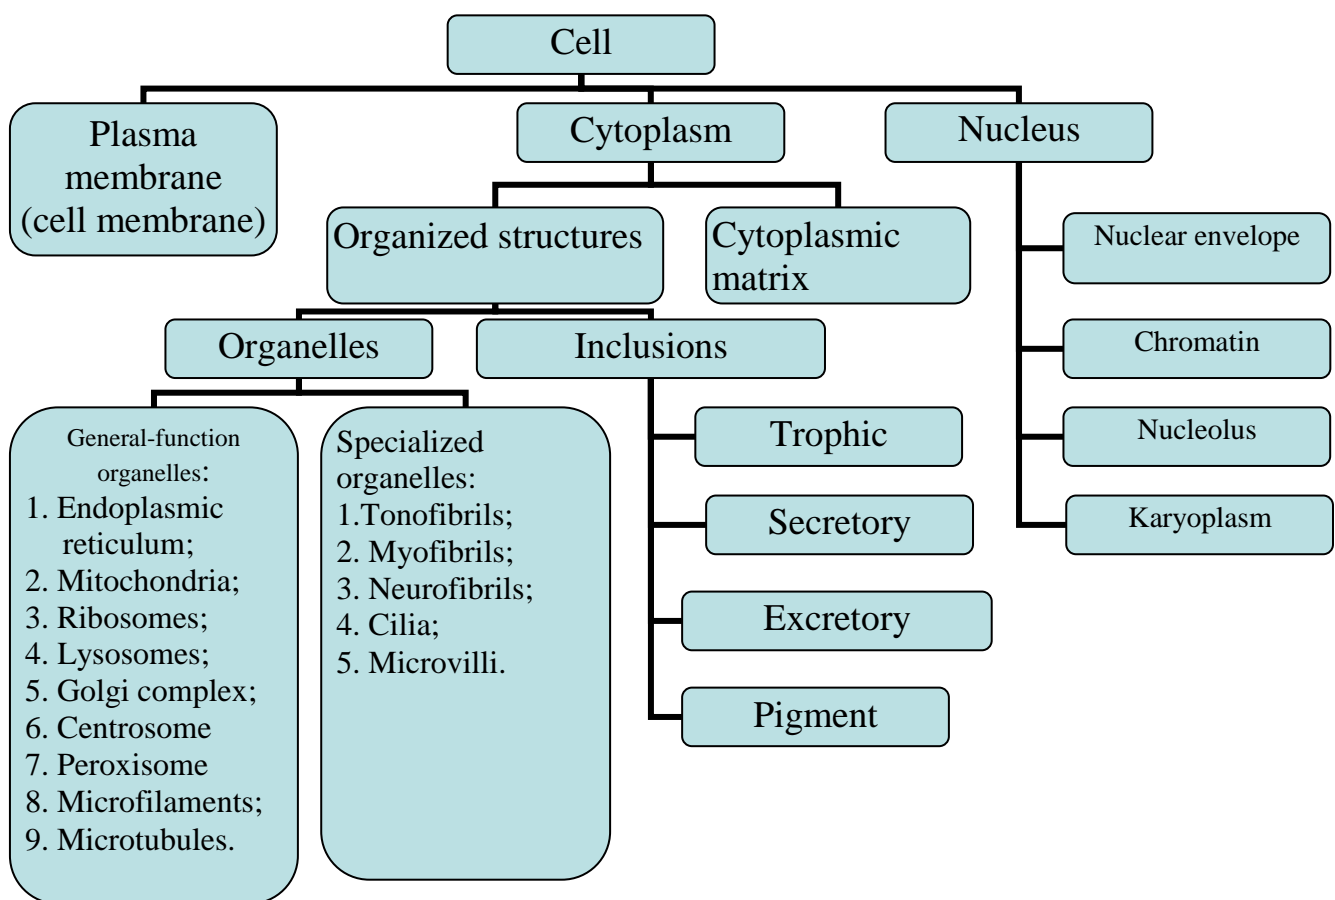 Cell
Plasma
membrane
(cell membrane)
Cytoplasm
Nucleus
Organized structures
Cytoplasmic
matrix
Nuclear envelope
Chromatin
Nucleolus
Karyoplasm
Organelles
Inclusions
General-function
organelles:
1. Endoplasmic
reticulum;
2. Mitochondria;
3. Ribosomes;
4. Lysosomes;
5. Golgi complex;
6. Centrosome
7. Peroxisome
8. Microfilaments;
9. Microtubules.
Specialized
organelles:
1.Tonofibrils;
2. Myofibrils;
3. Neurofibrils;
4. Cilia;
5. Microvilli.
Trophic
Secretory
Excretory
Pigment